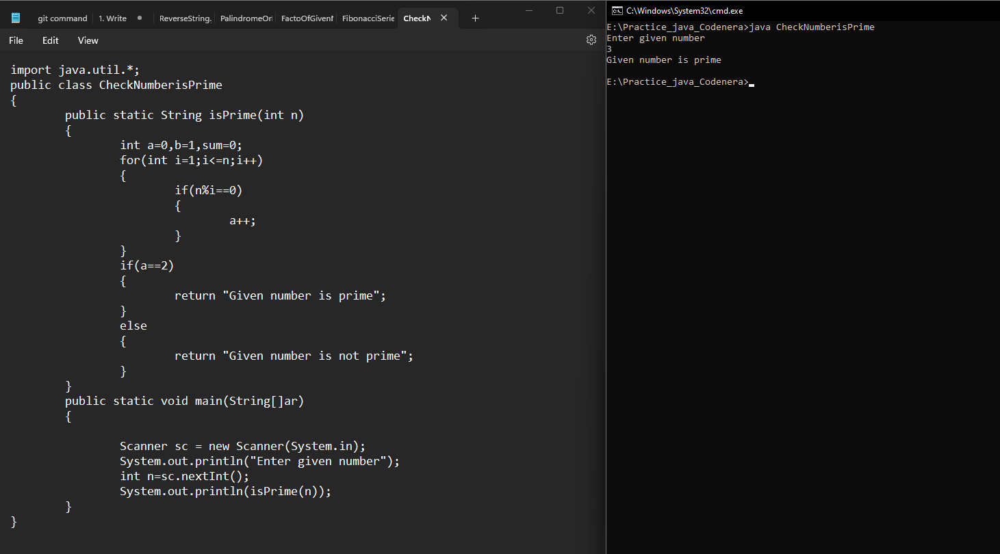 git command
1. Write
ReverseString.
PalindromeOr
FactoOfGivenN
FibonacciSerie
CheckN
File Edit View
import java.util.*;
public class CheckNumberisPrime
{
public static String isPrime(int n)
{
int a=0,b=1,sum=0;
for(int i=1;i<=n;i++)
{
if(n%i==0)
{
a++;
}
}
if(a==2)
{
return "Given number is prime";
}
else
{
return "Given number is not prime";
}
}
public static void main(String[]ar)
{
Scanner sc = new Scanner(System.in);
System.out.println("Enter given number");
int n=sc.nextInt();
System.out.println(isPrime(n));
}
}
C:\Windows\System32\cmd.exe
E:\Practice_java_Codenera>java CheckNumberisPrime
Enter given number
3
Given number is prime
E:\Practice_java_Codenera>